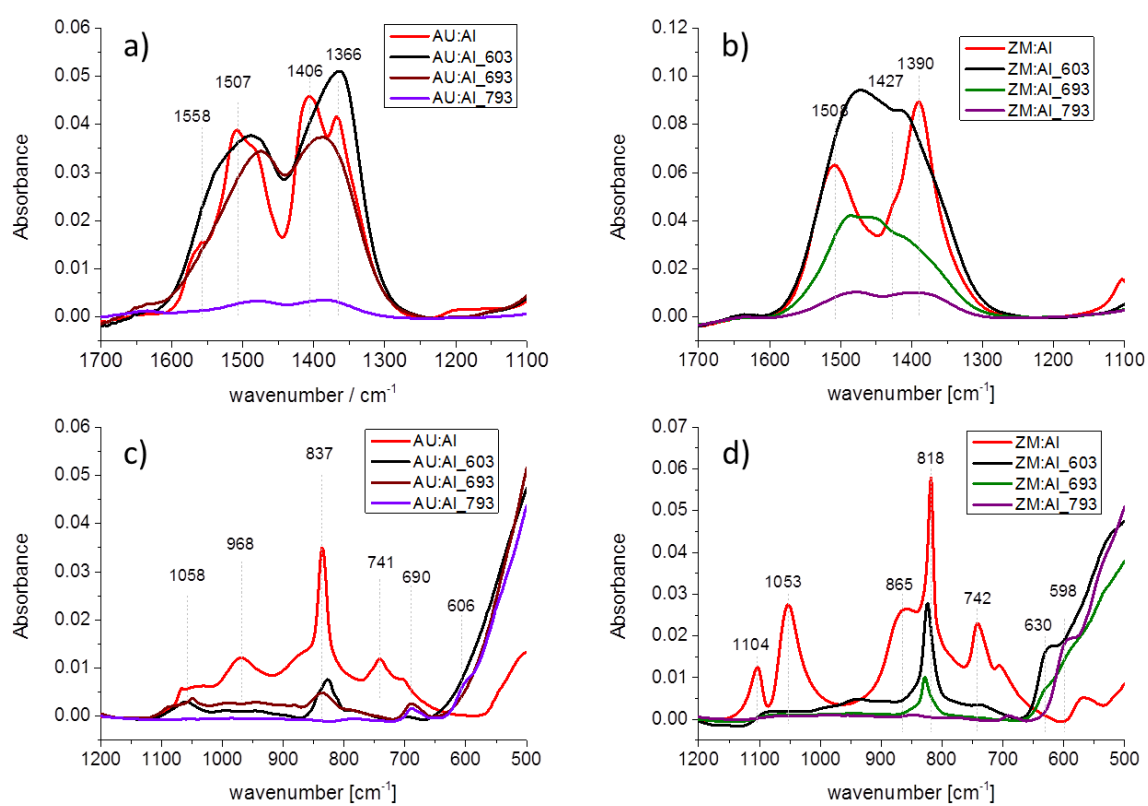 a)
0.06
0.05
0.04
0.03
0.02
0.01
0.00
Absorbance
1558
1507
1406
1366
AU:Al
AU:Al_603
AU:Al_693
AU:Al_793
1700
1600
1500
1400
1300
1200
1100
wavenumber / cm-1
b)
0.12
0.10
0.08
0.06
0.04
0.02
0.00
Absorbance
1427
1390
ZM:Al
ZM:Al_603
ZM:Al_693
ZM:Al_793
1700
1600
1500
1400
1300
1200
1100
wavenumber [cm-1]
c)
0.06
0.05
0.04
0.03
0.02
0.01
0.00
Absorbance
1058
968
837
741
690
606
AU:Al
AU:Al_603
AU:Al_693
AU:Al_793
1200
1100
1000
900
800
700
600
500
wavenumber [cm-1]
d)
0.07
0.06
0.05
0.04
0.03
0.02
0.01
0.00
Absorbance
1104
1053
865
818
742
630
598
ZM:Al
ZM:Al_603
ZM:Al_693
ZM:Al_793
1200
1100
1000
900
800
700
600
500
wavenumber [cm-1]